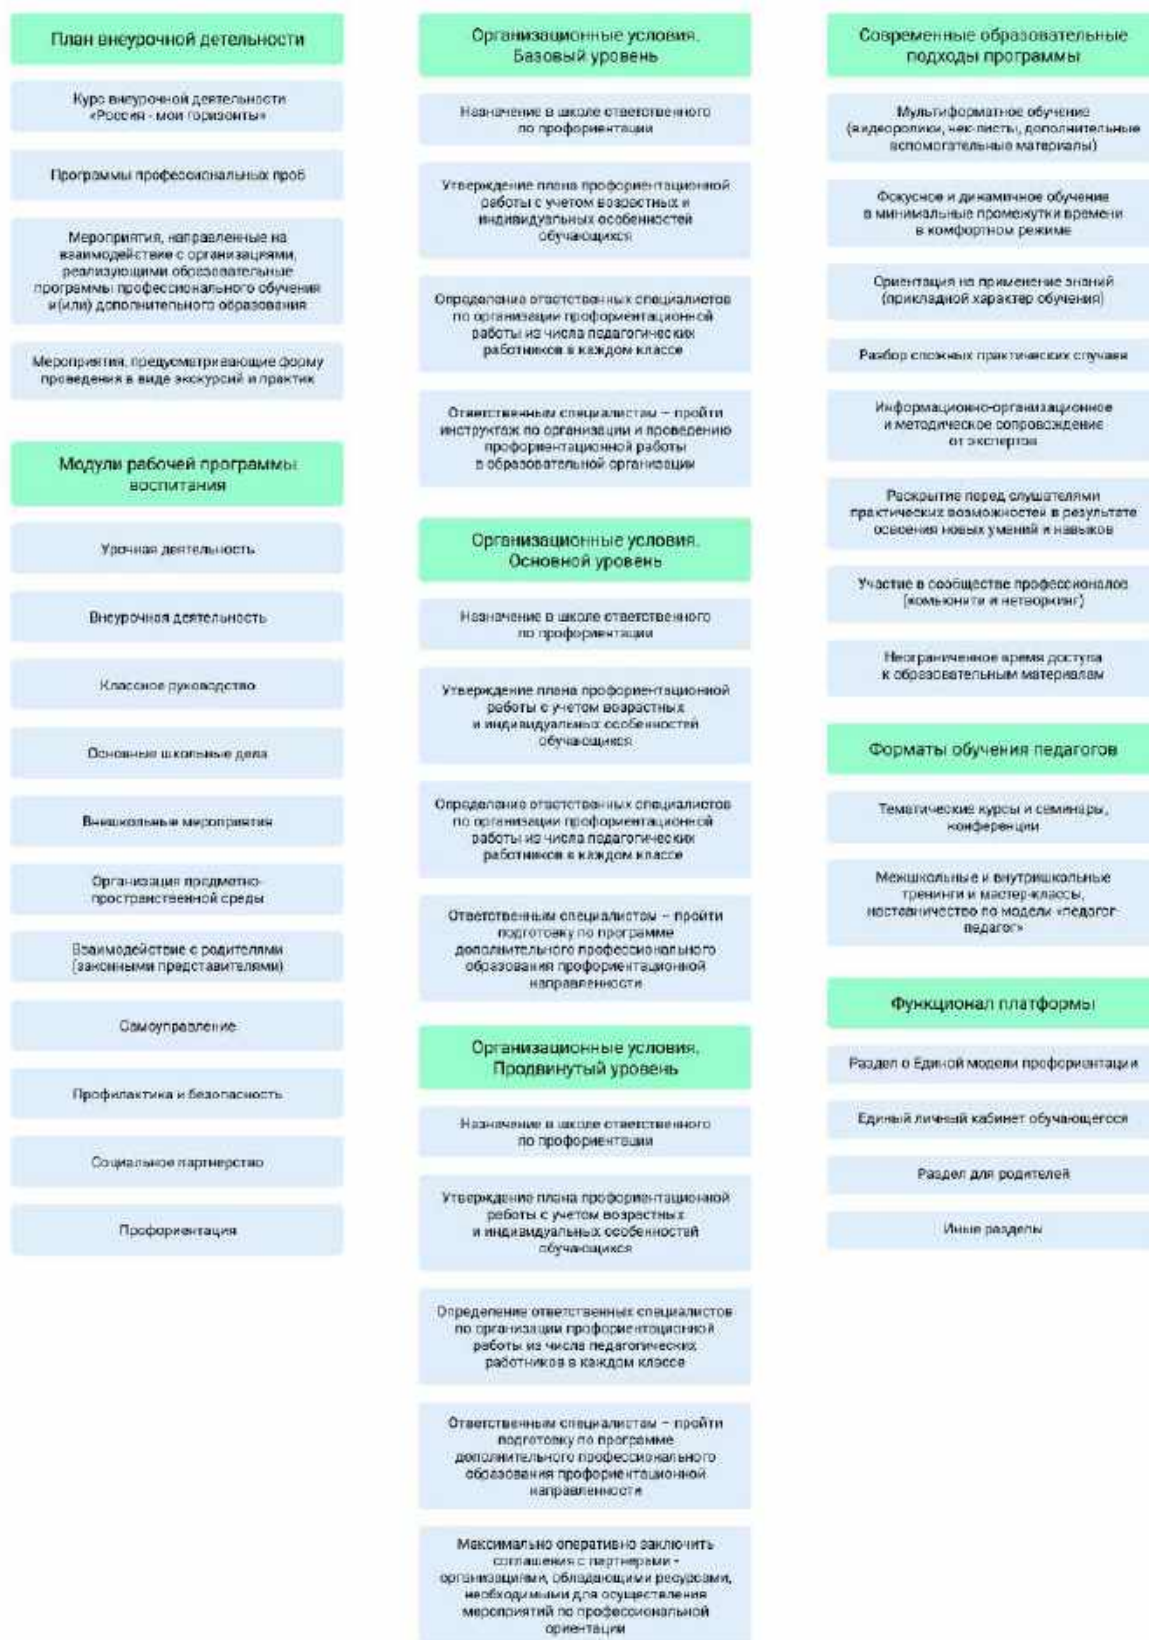 План внеурочной детельности
Курс внеурочной деятельности
«Россия - мои горизонты»
Программы профессиональных проб
Мероприятия, направленные на
взаимодействие с организациями,
реализующими образовательные
программы профессионального обучения
и(или) дополнительного образования
Мероприятия, предусматривающие форму
проведения в виде экскурсий и практик
Модули рабочей программы
воспитания
Урочная деятельность
Внеурочная деятельность
Классное руководство
Основные школьные дела
Внешкольные мероприятия
Организация предметно-
пространственной среды
Взаимодействие с родителями
(законными представителями)
Самоуправление
Профилактика и безопасность
Социальное партнерство
Профориентация
Организационные условия.
Базовый уровень
Назначение в школе ответственного
по профориентации
Утверждение плана профориентационной
работы с учетом возрастных и
индивидуальных особенностей
обучающихся
Определение ответственных специалистов
по организации профориентационной
работы из числа педагогических
работников в каждом классе
Ответственным специалистам – пройти
инструктаж по организации и проведению
профориентационной работы
в образовательной организации
Организационные условия.
Основной уровень
Назначение в школе ответственного
по профориентации
Утверждение плана профориентационной
работы с учетом возрастных
и индивидуальных особенностей
обучающихся
Определение ответственных специалистов
по организации профориентационной
работы из числа педагогических
работников в каждом классе
Ответственным специалистам – пройти
подготовку по программе
дополнительного профессионального
образования профориентационной
направленности
Организационные условия.
Продвинутый уровень
Назначение в школе ответственного
по профориентации
Утверждение плана профориентационной
работы с учетом возрастных
и индивидуальных особенностей
обучающихся
Определение ответственных специалистов
по организации профориентационной
работы из числа педагогических
работников в каждом классе
Ответственным специалистам – пройти
подготовку по программе
дополнительного профессионального
образования профориентационной
направленности
Максимально оперативно заключить
соглашения с партнерами -
организациями, обладающими ресурсами,
необходимыми для осуществления
мероприятий по профессиональной
ориентации
Современные образовательные
подходы программы
Мультиформатное обучение
(видеоролики, чек-листы, дополнительные
вспомогательные материалы)
Фокусное и динамичное обучение
в минимальные промежутки времени
в комфортном режиме
Ориентация на применение знаний
(прикладной характер обучения)
Разбор сложных практических случаев
Информационно-организационное
и методическое сопровождение
от экспертов
Раскрытие перед слушателями
практических возможностей в результате
освоения новых умений и навыков
Участие в сообществе профессионалов
(комьюнити и нетворкинг)
Неограниченное время доступа
к образовательным материалам
Форматы обучения педагогов
Тематические курсы и семинары,
конференции
Межшкольные и внутришкольные
тренинги и мастер-классы,
наставничество по модели «педагог-
педагог»
Функционал платформы
Раздел о Единой модели профориентации
Единый личный кабинет обучающегося
Раздел для родителей
Иные разделы